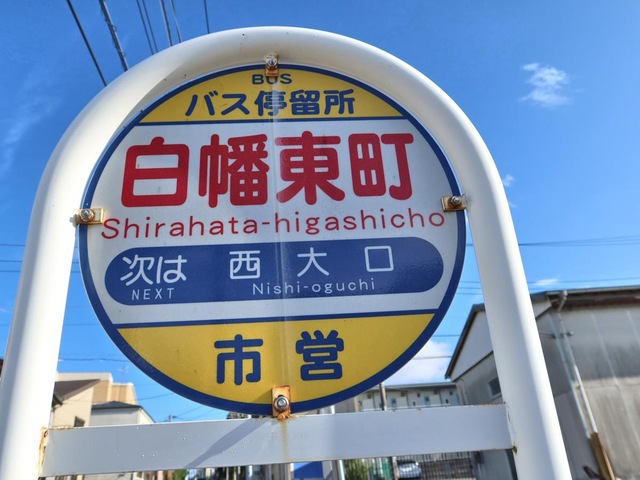 BUS
バス停留所
白幡東町
Shirahata-higashicho
次は 西大口
NEXT Nishi-oguchi
市営